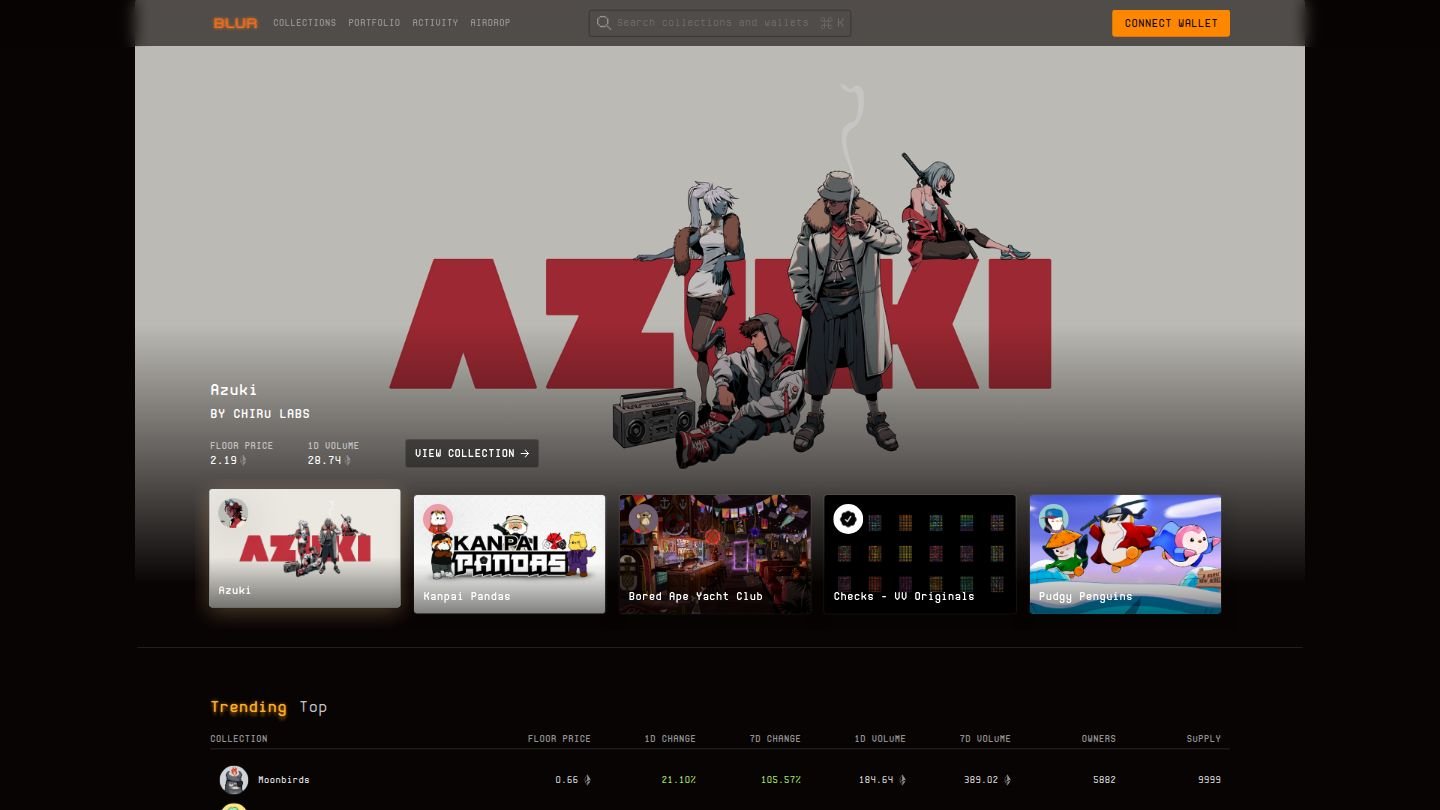 BLUR COLLECTIONS PORTFOLIO ACTIVITY AIRDROP Search collections and wallets ⌘ K CONNECT WALLET
AZUKI
Azuki
BY CHIRU LABS
FLOOR PRICE 1D VOLUME
2.19 28.74
VIEW COLLECTION →
AZUKI
Azuki
KANPAI
PANDAS
Kanpai Pandas
Bored Ape Yacht Club
Checks - VV Originals
Pudgy Penguins
Trending Top
COLLECTION FLOOR PRICE 1D CHANGE 7D CHANGE 1D VOLUME 7D VOLUME OWNERS SUPPLY
Moonbirds 0.66 21.10% 105.57% 184.64 389.02 5882 9999